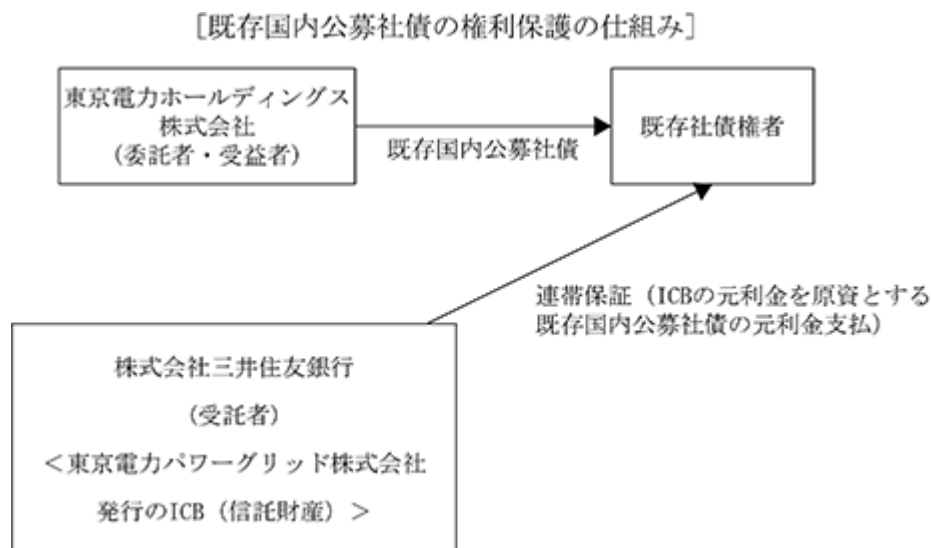 [既存国内公募社債の権利保護の仕組み]
東京電力ホールディングス
株式会社
(委託者・受益者)
既存国内公募社債
既存社債権者
連帯保証（ICBの元利金を原資とする
既存国内公募社債の元利金支払）
株式会社三井住友銀行
(受託者)
＜東京電力パワーグリッド株式会社
発行のICB（信託財産）＞